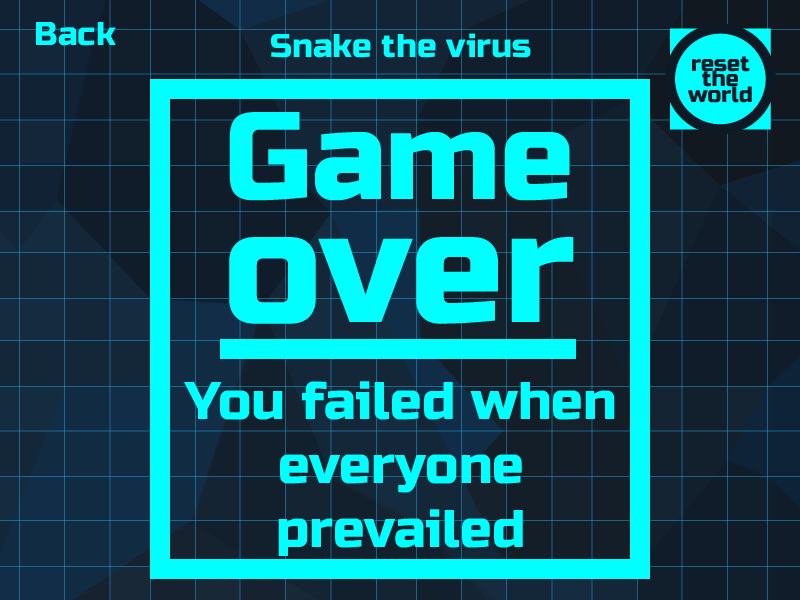 Back
Snake the virus
reset
the
world
Game
over
You failed when
everyone
prevailed